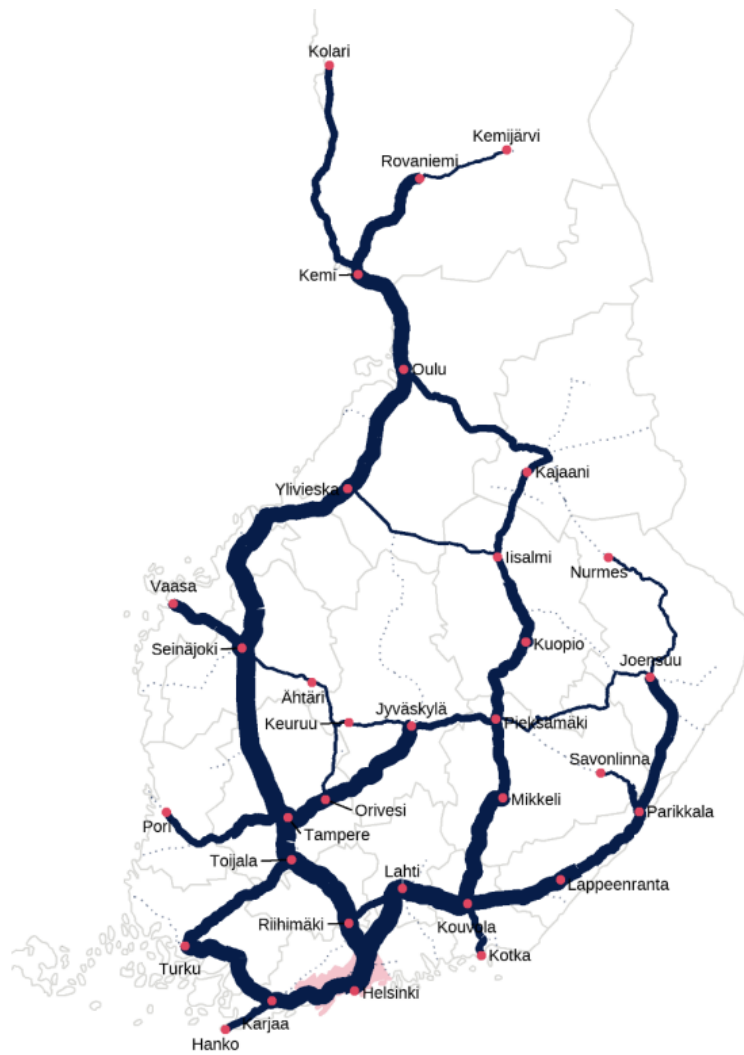 Kolari
Kemijärvi
Rovaniemi
Kemi
Oulu
Kajaani
Ylivieska
Iisalmi
Nurmes
Vaasa
Kuopio
Seinäjoki
Joensuu
Ähtäri
Jyväskylä
Keuruu
Pieksämäki
Savonlinna
Mikkeli
Orivesi
Parikkala
Pori
Tampere
Toijala
Lahti
Lappeenranta
Riihimäki
Kouvola
Kotka
Turku
Helsinki
Karjaa
Hanko